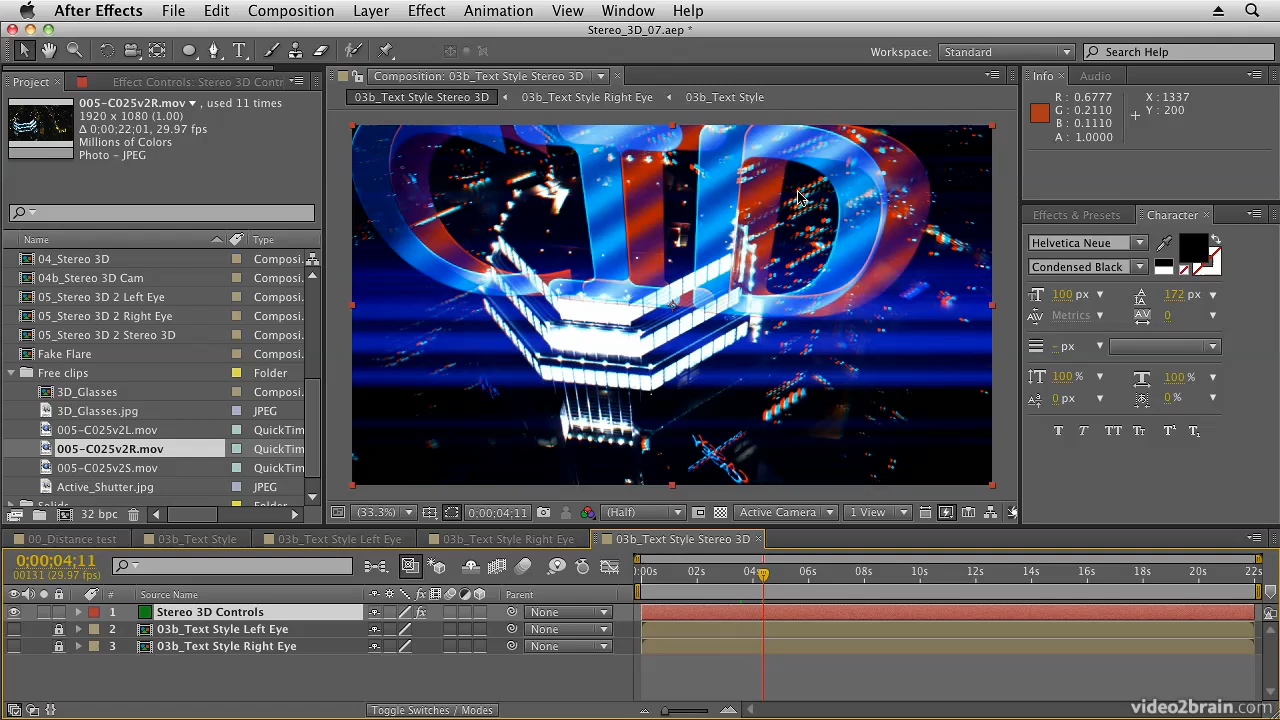 After Effects File Edit Composition Layer Effect Animation View Window Help
Stereo_3D_07.aep *
Workspace: Standard Search Help
Project Effect Controls: Stereo 3D Contr
Composition: 03b_Text Style Stereo 3D
Info Audio
03b_Text Style Stereo 3D 03b_Text Style Right Eye 03b_Text Style
005-C025v2R.mov , used 11 times
1920 x 1080 (1.00)
Δ 0:00:22:01, 29.97 fps
Millions of Colors
Photo - JPEG
R : 0.6777
G : 0.2110
B : 0.1110
A : 1.0000
X : 1337
Y : 200
Name Type
04_Stereo 3D Composi.
04b_Stereo 3D Cam Composi.
05_Stereo 3D 2 Left Eye Composi.
05_Stereo 3D 2 Right Eye Composi.
05_Stereo 3D 2 Stereo 3D Composi.
Fake Flare Composi.
Free clips Folder
3D_Glasses Composi.
3D_Glasses.jpg JPEG
005-C025v2L.mov QuickTim
005-C025v2R.mov QuickTim
005-C025v2S.mov QuickTim
Active_Shutter.jpg JPEG
Solids Folder
32 bpc
Effects & Presets Character
Helvetica Neue
Condensed Black
100 px 172 px
Metrics 0
- px
100 % 100 %
0 px 0 %
T T TT Tt T¹ T₁
(33.3%) 0:00:04;11 (Half) Active Camera 1 View
00_Distance test 03b_Text Style 03b_Text Style Left Eye 03b_Text Style Right Eye 03b_Text Style Stereo 3D
0:00:04;11
00131 (29.97 fps)
:00s 02s 04s 06s 08s 10s 12s 14s 16s 18s 20s 22s
# Source Name Parent
1 Stereo 3D Controls None
2 03b_Text Style Left Eye None
3 03b_Text Style Right Eye None
Toggle Switches / Modes
video2brain.com